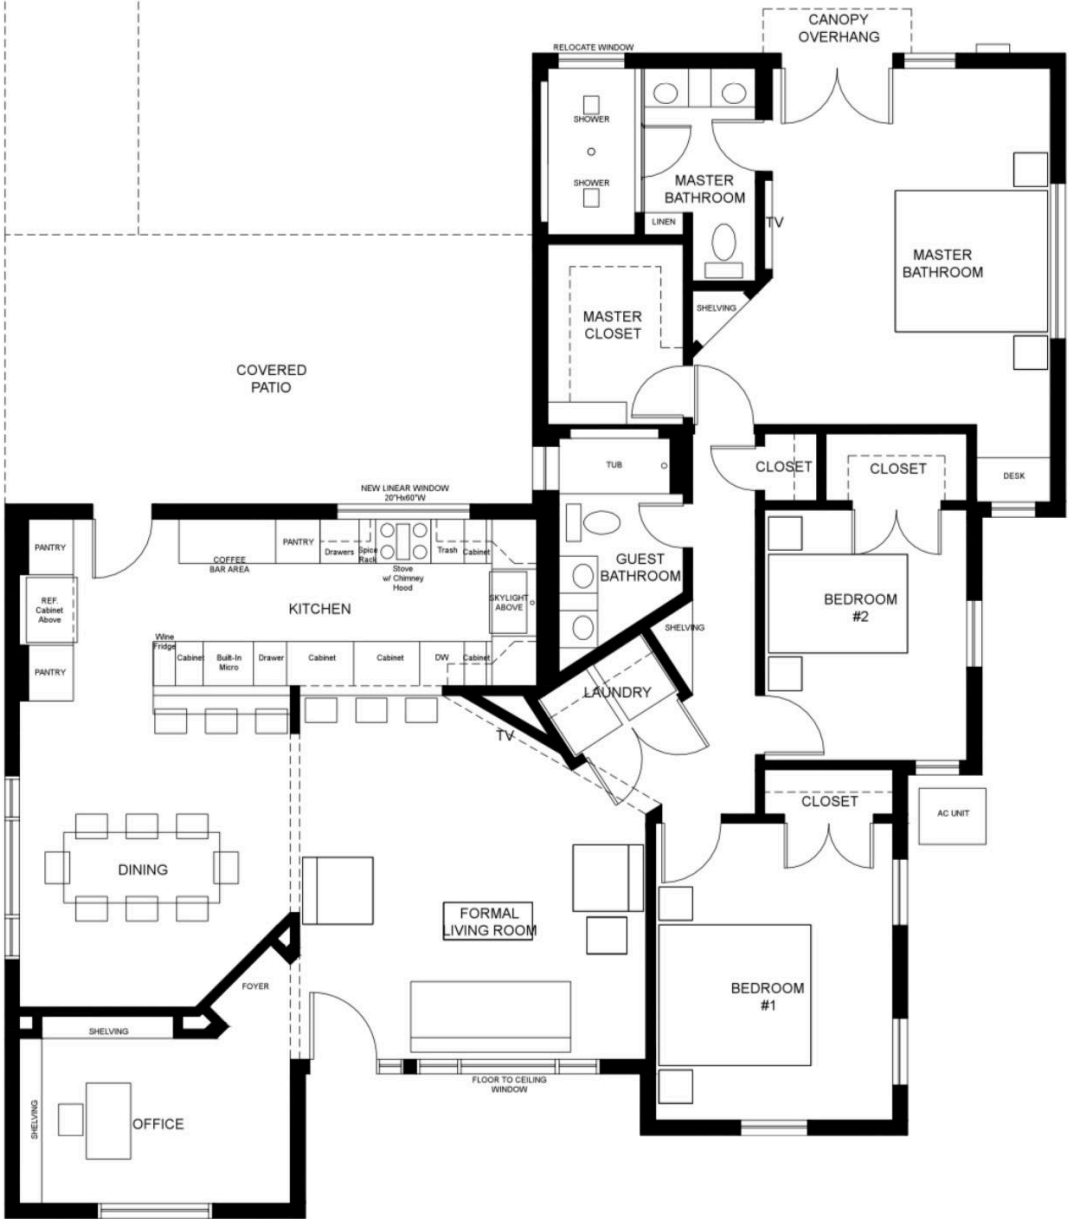 CANOPY
OVERHANG
RELOCATE WINDOW
SHOWER
SHOWER
MASTER
BATHROOM
LINEN
TV
MASTER
BATHROOM
SHELVING
MASTER
CLOSET
COVERED
PATIO
TUB
CLOSET
CLOSET
DESK
NEW LINEAR WINDOW
20"Hx60"W
PANTRY
COFFEE
BAR AREA
PANTRY
Drawers
Spice
Rack
Stove
w/ Chimney
Hood
Trash
Cabinet
GUEST
BATHROOM
REF.
Cabinet
Above
KITCHEN
SKYLIGHT
ABOVE
BEDROOM
#2
SHELVING
Wine
Fridge
Cabinet
Built-In
Micro
Drawer
Cabinet
Cabinet
DW
Cabinet
PANTRY
LAUNDRY
TV
CLOSET
AC UNIT
DINING
FORMAL
LIVING ROOM
FOYER
BEDROOM
#1
SHELVING
FLOOR TO CEILING
WINDOW
SHELVING
OFFICE